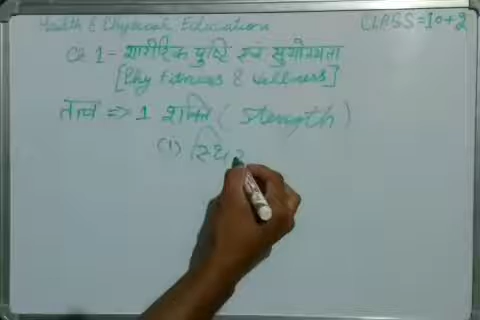 Health & Physical Education CLASS = 10+2
Ch 1 = शारीरिक पुष्टि एवं सुयोग्यता
[Phy Fitness & Wellness]
तत्व => 1 शक्ति ( Strength )
(1) स्थि